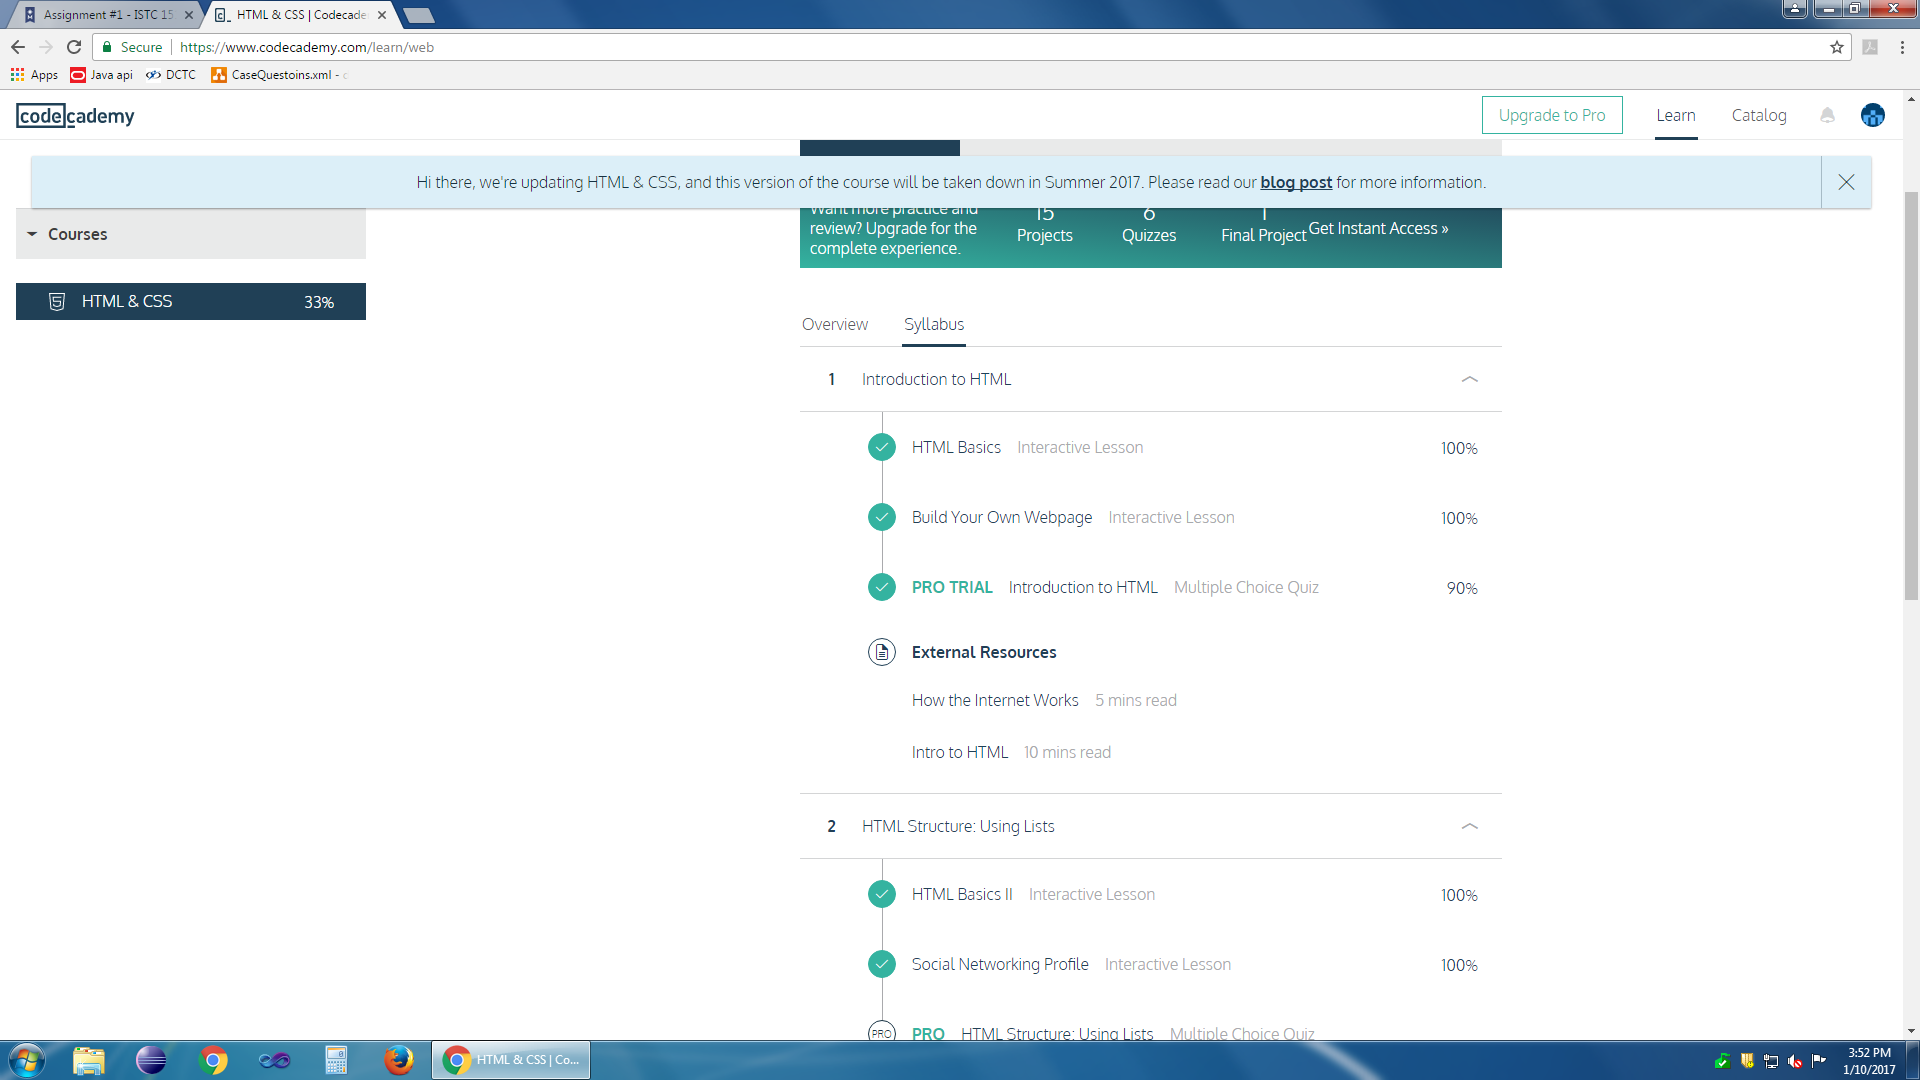 Assignment #1 - ISTC 15
HTML & CSS | Codecade
Secure https://www.codecademy.com/learn/web
Apps Java api DCTC CaseQuestoins.xml -
codecademy
Upgrade to Pro Learn Catalog
Hi there, we're updating HTML & CSS, and this version of the course will be taken down in Summer 2017. Please read our blog post for more information.
Courses
HTML & CSS 33%
Want more practice and
review? Upgrade for the
complete experience.
15
Projects
6
Quizzes
1
Final Project
Get Instant Access »
Overview Syllabus
1 Introduction to HTML
HTML Basics Interactive Lesson 100%
Build Your Own Webpage Interactive Lesson 100%
PRO TRIAL Introduction to HTML Multiple Choice Quiz 90%
External Resources
How the Internet Works 5 mins read
Intro to HTML 10 mins read
2 HTML Structure: Using Lists
HTML Basics II Interactive Lesson 100%
Social Networking Profile Interactive Lesson 100%
PRO PRO HTML Structure: Using Lists Multiple Choice Quiz
HTML & CSS | Co...
3:52 PM
1/10/2017